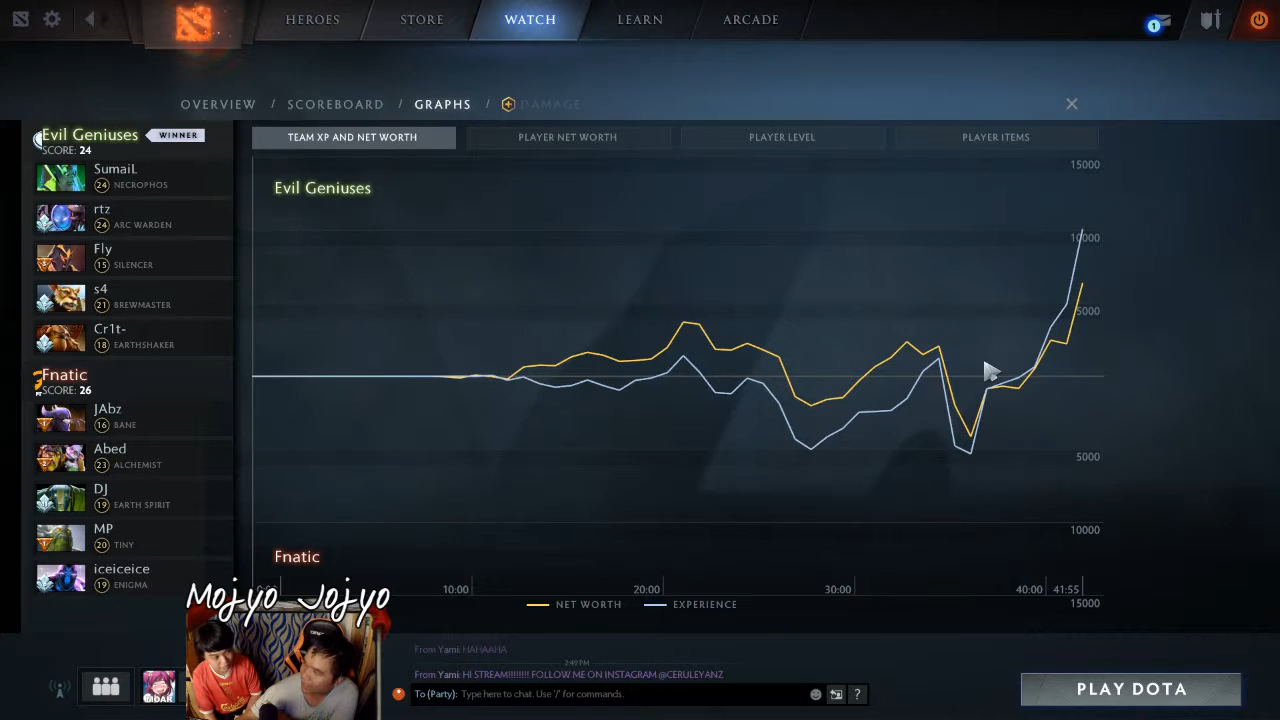 HEROES
STORE
WATCH
LEARN
ARCADE
1
OVERVIEW / SCOREBOARD / GRAPHS / DAMAGE
TEAM XP AND NET WORTH
PLAYER NET WORTH
PLAYER LEVEL
PLAYER ITEMS
Evil Geniuses WINNER
SCORE: 24
SumaiL
24 NECROPHOS
rtz
24 ARC WARDEN
Fly
15 SILENCER
s4
21 BREWMASTER
Cr1t-
18 EARTHSHAKER
Fnatic
SCORE: 26
JAbz
16 BANE
Abed
23 ALCHEMIST
DJ
19 EARTH SPIRIT
MP
20 TINY
iceiceice
19 ENIGMA
Evil Geniuses
15000
10000
5000
5000
10000
15000
Fnatic
10:00
20:00
30:00
40:00
41:55
NET WORTH
EXPERIENCE
Mojyo Jojyo
From Yami: HAHAAHA
2:49 PM
From Yami: HI STREAM!!!!!!!! FOLLOW ME ON INSTAGRAM @CERULEYANZ
To (Party): Type here to chat. Use '/' for commands.
?
PLAY DOTA